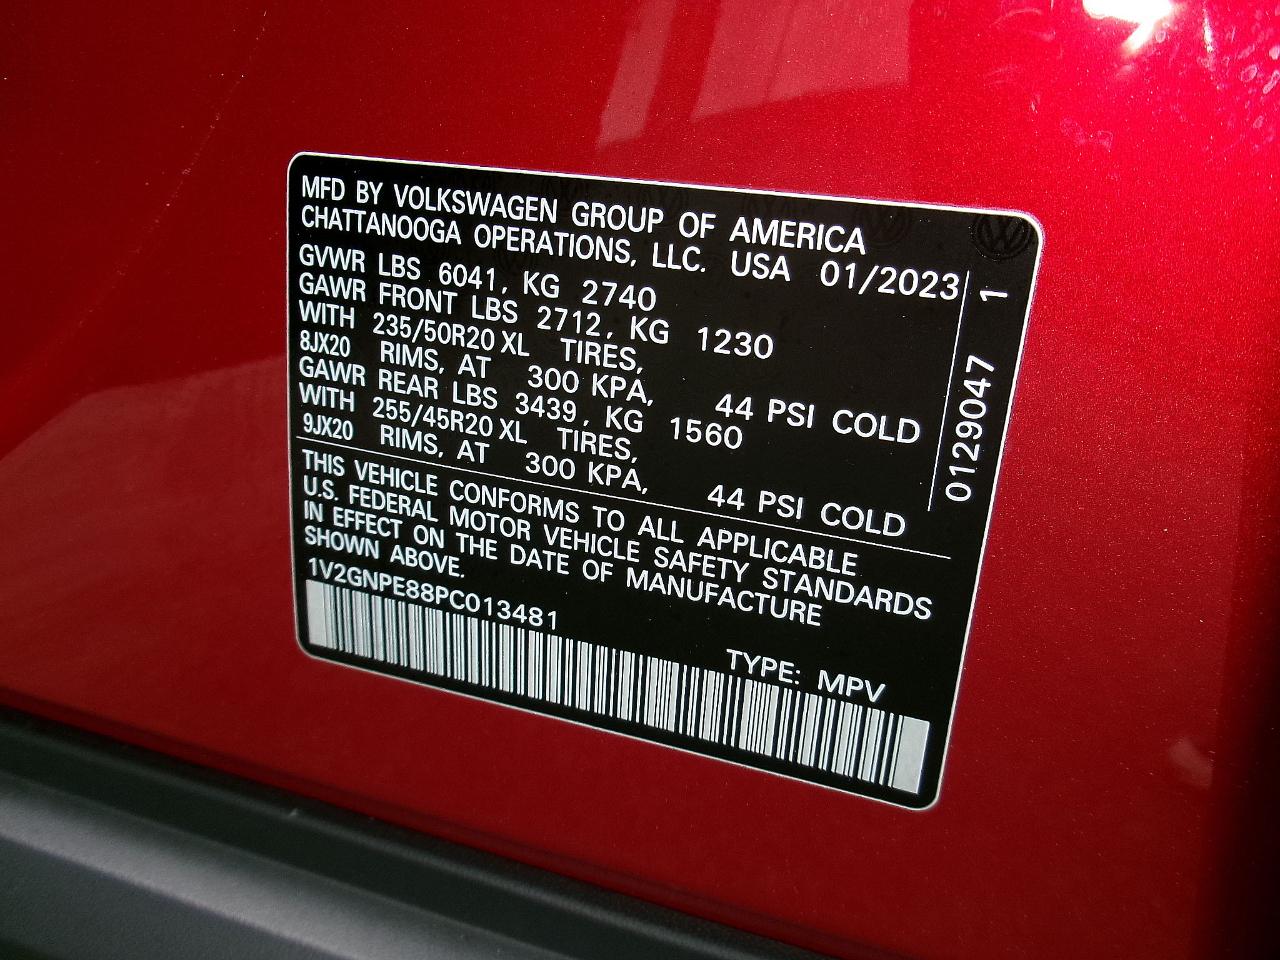 MFD BY VOLKSWAGEN GROUP OF AMERICA
CHATTANOOGA OPERATIONS, LLC. USA 01/2023
GVWR LBS 6041, KG 2740
GAWR FRONT LBS 2712, KG 1230
WITH 235/50R20 XL TIRES,
8JX20 RIMS, AT 300 KPA, 44 PSI COLD
GAWR REAR LBS 3439, KG 1560
WITH 255/45R20 XL TIRES,
9JX20 RIMS, AT 300 KPA, 44 PSI COLD
THIS VEHICLE CONFORMS TO ALL APPLICABLE
U.S. FEDERAL MOTOR VEHICLE SAFETY STANDARDS
IN EFFECT ON THE DATE OF MANUFACTURE
SHOWN ABOVE.
1V2GNPE88PC013481
TYPE: MPV
0129047 1